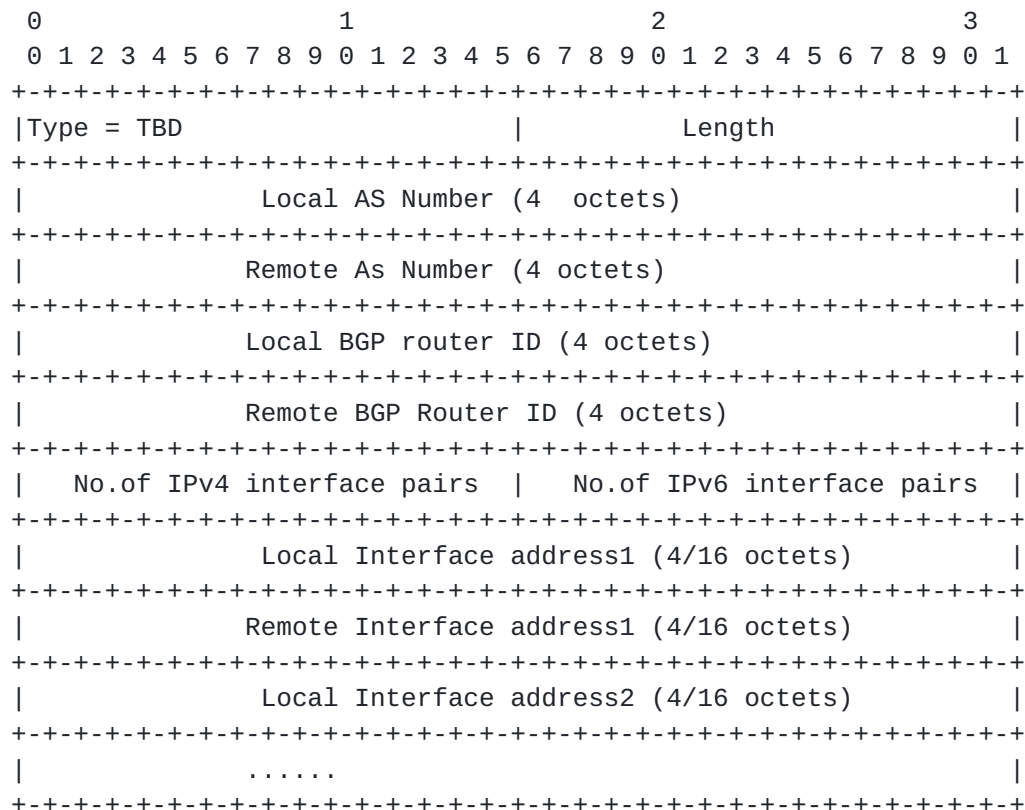 0                   1                   2                   3
 0 1 2 3 4 5 6 7 8 9 0 1 2 3 4 5 6 7 8 9 0 1 2 3 4 5 6 7 8 9 0 1
+-+-+-+-+-+-+-+-+-+-+-+-+-+-+-+-+-+-+-+-+-+-+-+-+-+-+-+-+-+-+-+-+
|Type = TBD                     |          Length               |
+-+-+-+-+-+-+-+-+-+-+-+-+-+-+-+-+-+-+-+-+-+-+-+-+-+-+-+-+-+-+-+-+
|               Local AS Number (4  octets)                     |
+-+-+-+-+-+-+-+-+-+-+-+-+-+-+-+-+-+-+-+-+-+-+-+-+-+-+-+-+-+-+-+-+
|              Remote As Number (4 octets)                      |
+-+-+-+-+-+-+-+-+-+-+-+-+-+-+-+-+-+-+-+-+-+-+-+-+-+-+-+-+-+-+-+-+
|              Local BGP router ID (4 octets)                   |
+-+-+-+-+-+-+-+-+-+-+-+-+-+-+-+-+-+-+-+-+-+-+-+-+-+-+-+-+-+-+-+-+
|              Remote BGP Router ID (4 octets)                  |
+-+-+-+-+-+-+-+-+-+-+-+-+-+-+-+-+-+-+-+-+-+-+-+-+-+-+-+-+-+-+-+-+
|   No.of IPv4 interface pairs  |   No.of IPv6 interface pairs  |
+-+-+-+-+-+-+-+-+-+-+-+-+-+-+-+-+-+-+-+-+-+-+-+-+-+-+-+-+-+-+-+-+
|               Local Interface address1 (4/16 octets)          |
+-+-+-+-+-+-+-+-+-+-+-+-+-+-+-+-+-+-+-+-+-+-+-+-+-+-+-+-+-+-+-+-+
|              Remote Interface address1 (4/16 octets)          |
+-+-+-+-+-+-+-+-+-+-+-+-+-+-+-+-+-+-+-+-+-+-+-+-+-+-+-+-+-+-+-+-+
|               Local Interface address2 (4/16 octets)          |
+-+-+-+-+-+-+-+-+-+-+-+-+-+-+-+-+-+-+-+-+-+-+-+-+-+-+-+-+-+-+-+-+
|              ......                                           |
+-+-+-+-+-+-+-+-+-+-+-+-+-+-+-+-+-+-+-+-+-+-+-+-+-+-+-+-+-+-+-+-+